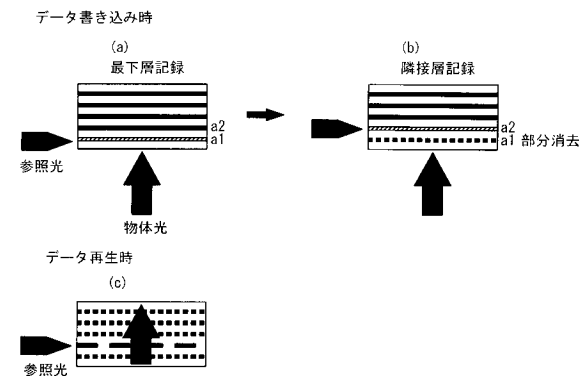 データ書き込み時
(a)
最下層記録
a2
a1
参照光
物体光
(b)
隣接層記録
a2
a1 部分消去
データ再生時
(c)
参照光